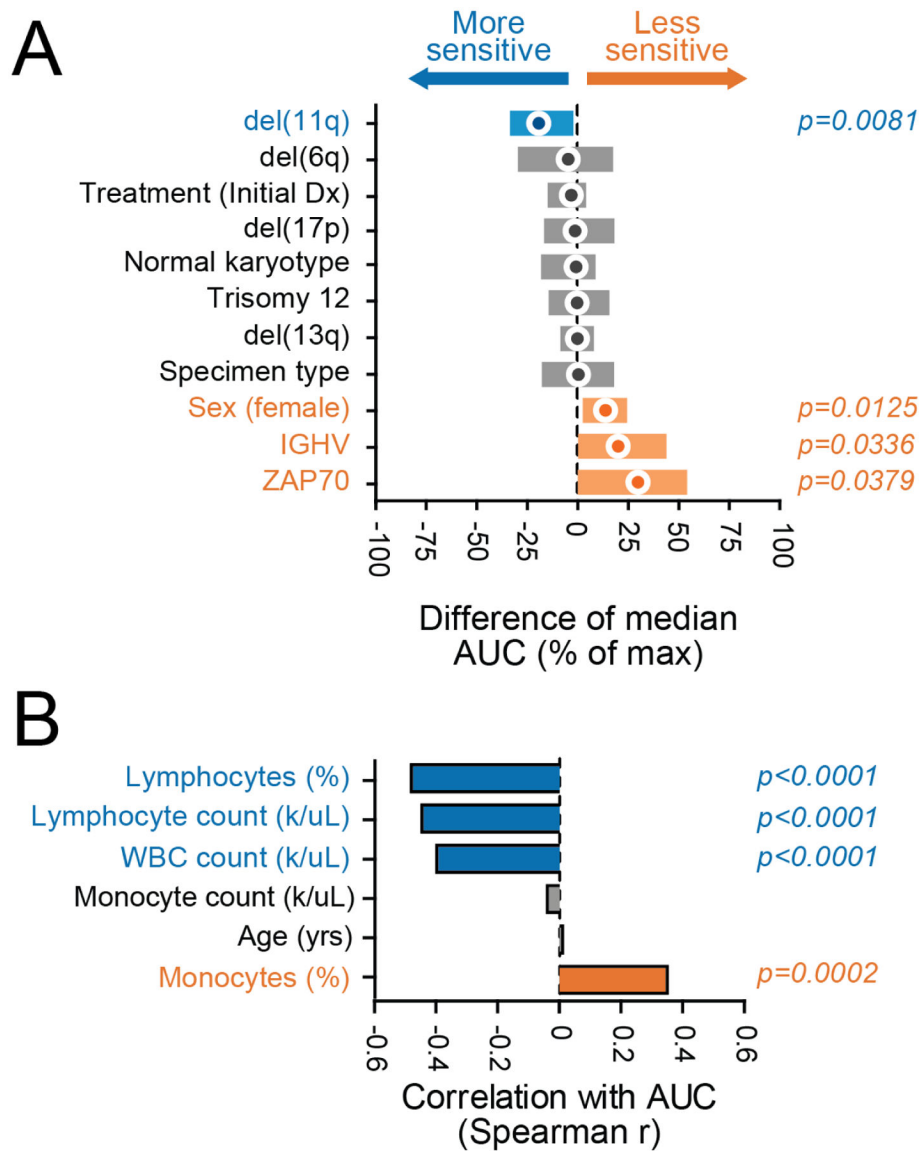 A
More
sensitive
Less
sensitive
del(11q)
p=0.0081
del(6q)
Treatment (Initial Dx)
del(17p)
Normal karyotype
Trisomy 12
del(13q)
Specimen type
Sex (female)
p=0.0125
IGHV
p=0.0336
ZAP70
p=0.0379
-100
-75
-50
-25
0
25
50
75
100
Difference of median
AUC (% of max)
B
Lymphocytes (%)
p<0.0001
Lymphocyte count (k/uL)
p<0.0001
WBC count (k/uL)
p<0.0001
Monocyte count (k/uL)
Age (yrs)
Monocytes (%)
p=0.0002
-0.6
-0.4
-0.2
0
0.2
0.4
0.6
Correlation with AUC
(Spearman r)